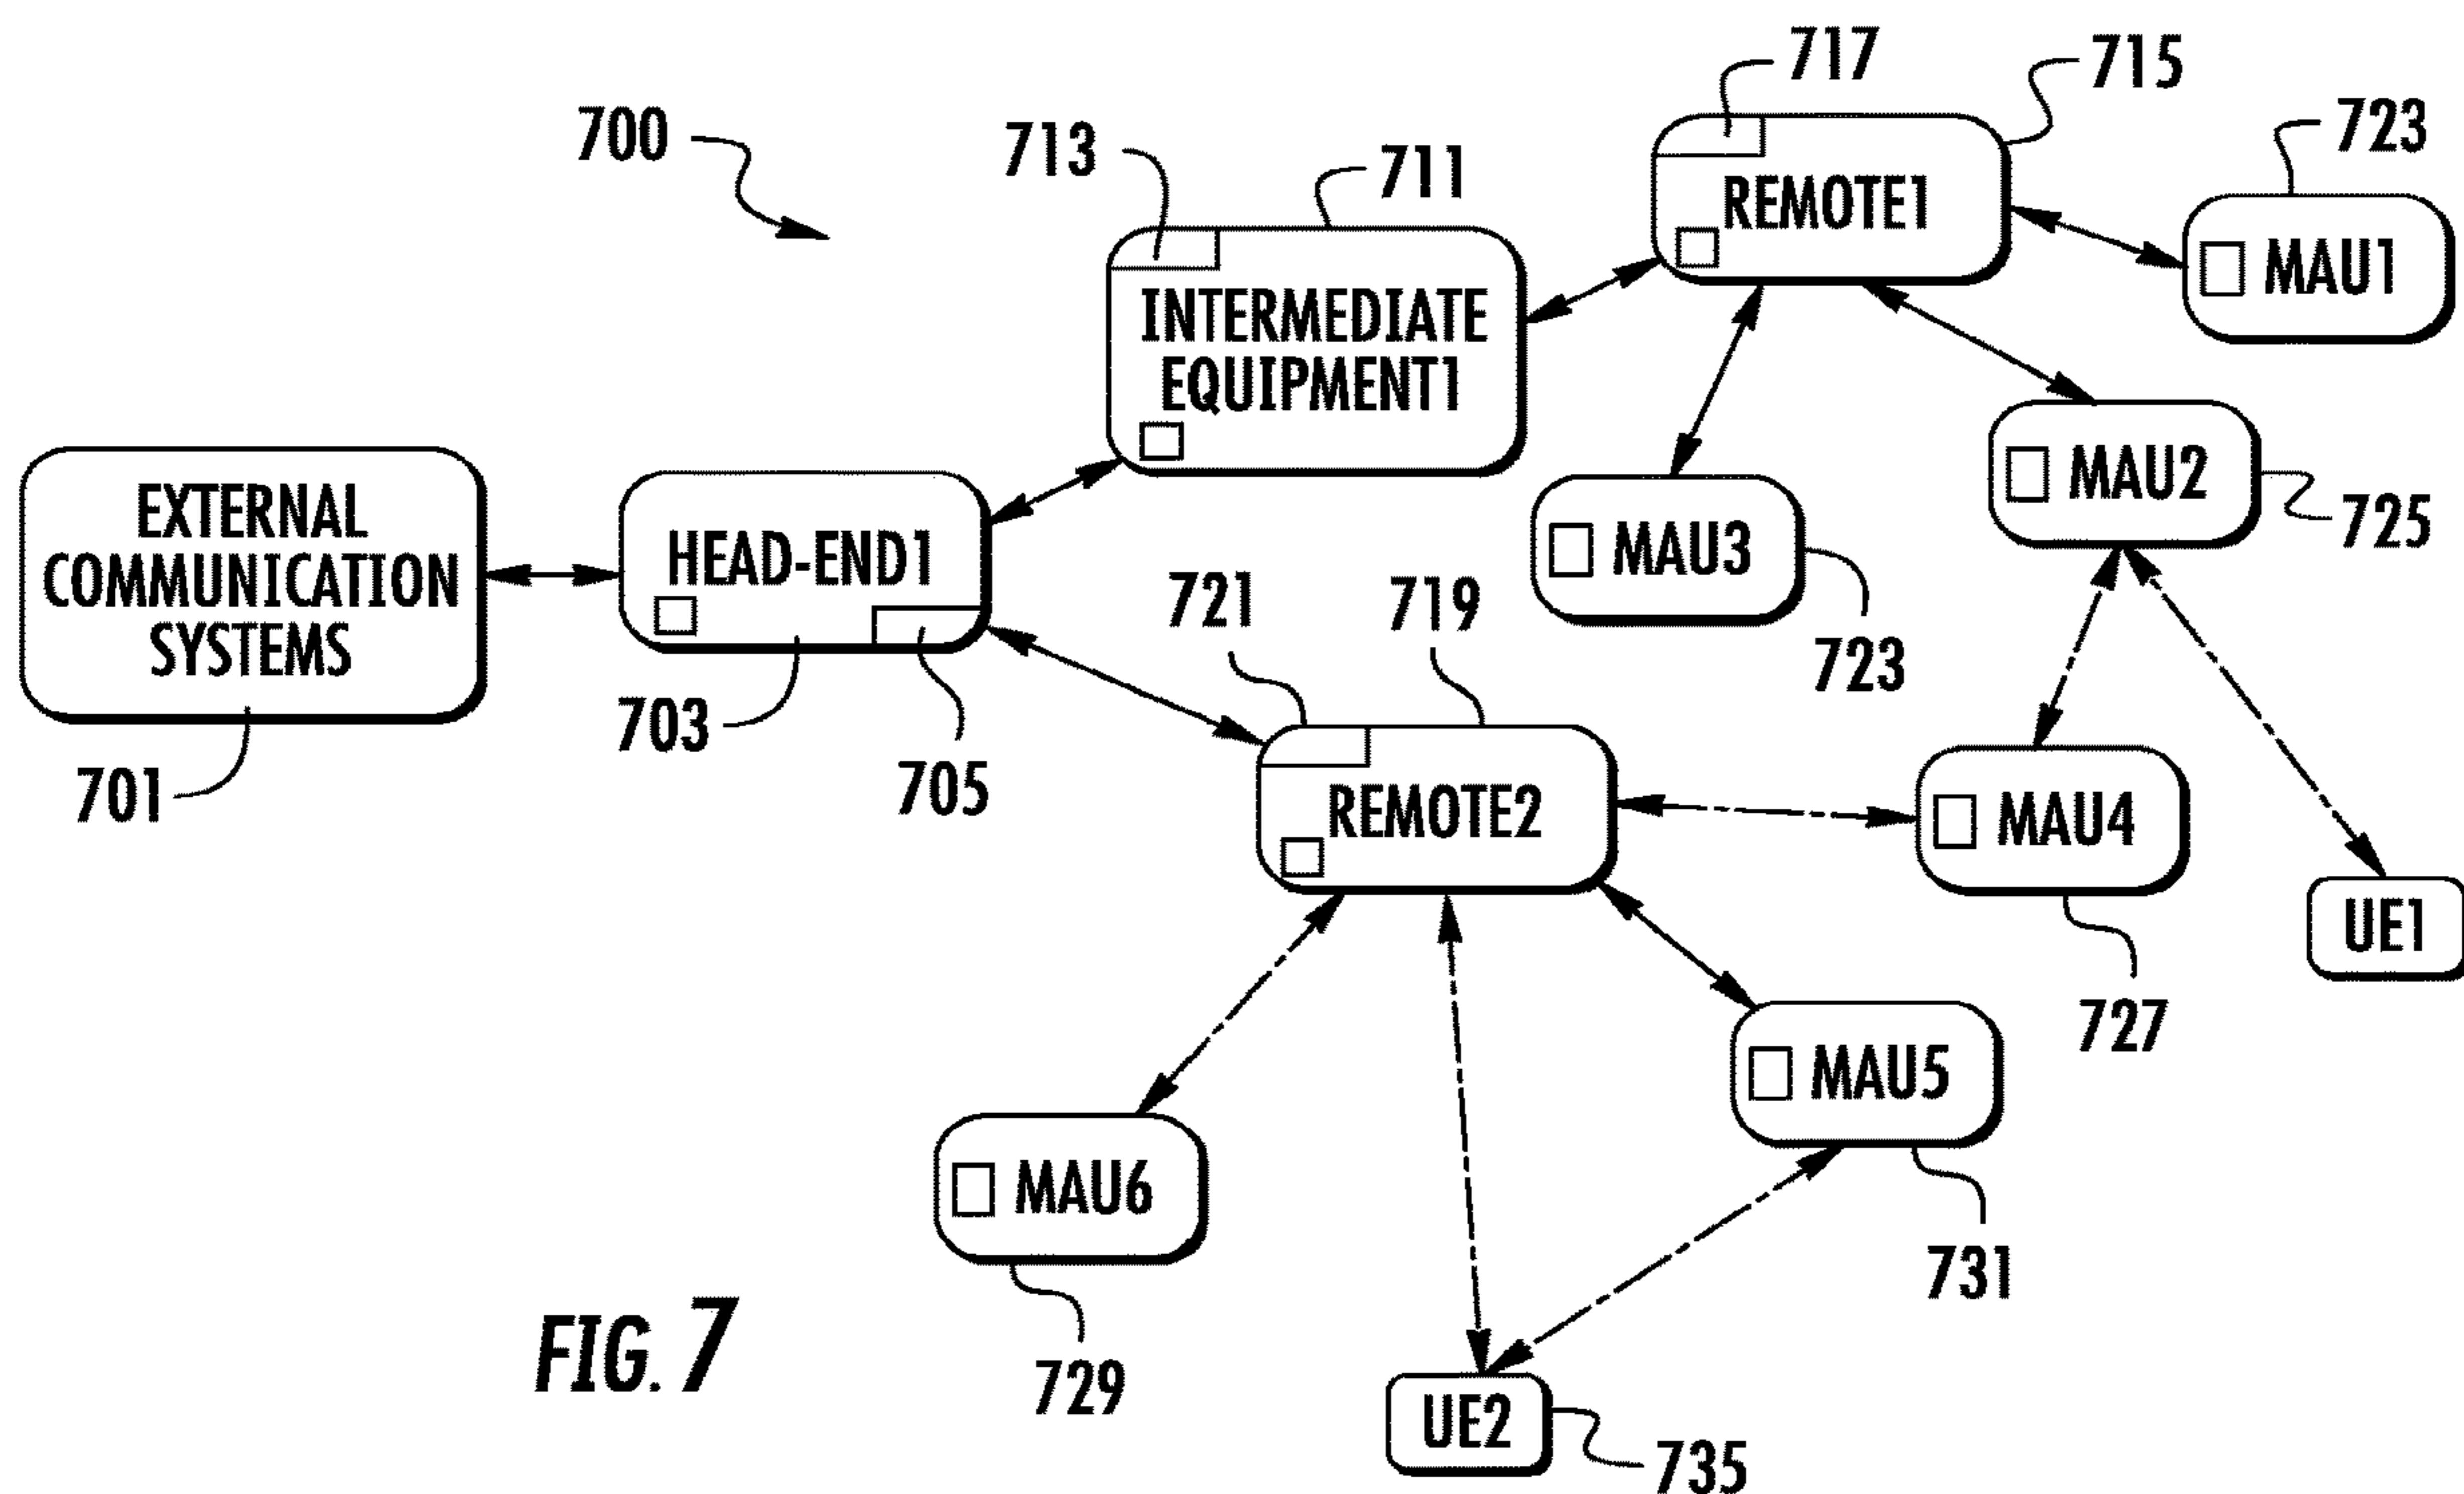 717
715
700
713
711
723
REMOTE1
MAU1
INTERMEDIATE
EQUIPMENT1
MAU2
725
EXTERNAL
COMMUNICATION
SYSTEMS
HEAD-END1
MAU3
721
719
723
703
705
701
REMOTE2
MAU4
UE1
727
MAU5
MAU6
731
729
UE2
735
FIG. 7